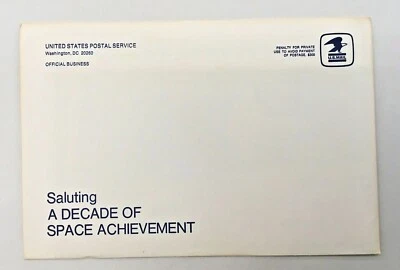 UNITED STATES POSTAL SERVICE
Washington, DC 20260
OFFICIAL BUSINESS
PENALTY FOR PRIVATE
USE TO AVOID PAYMENT
OF POSTAGE, $300
U.S. MAIL
Saluting
A DECADE OF
SPACE ACHIEVEMENT